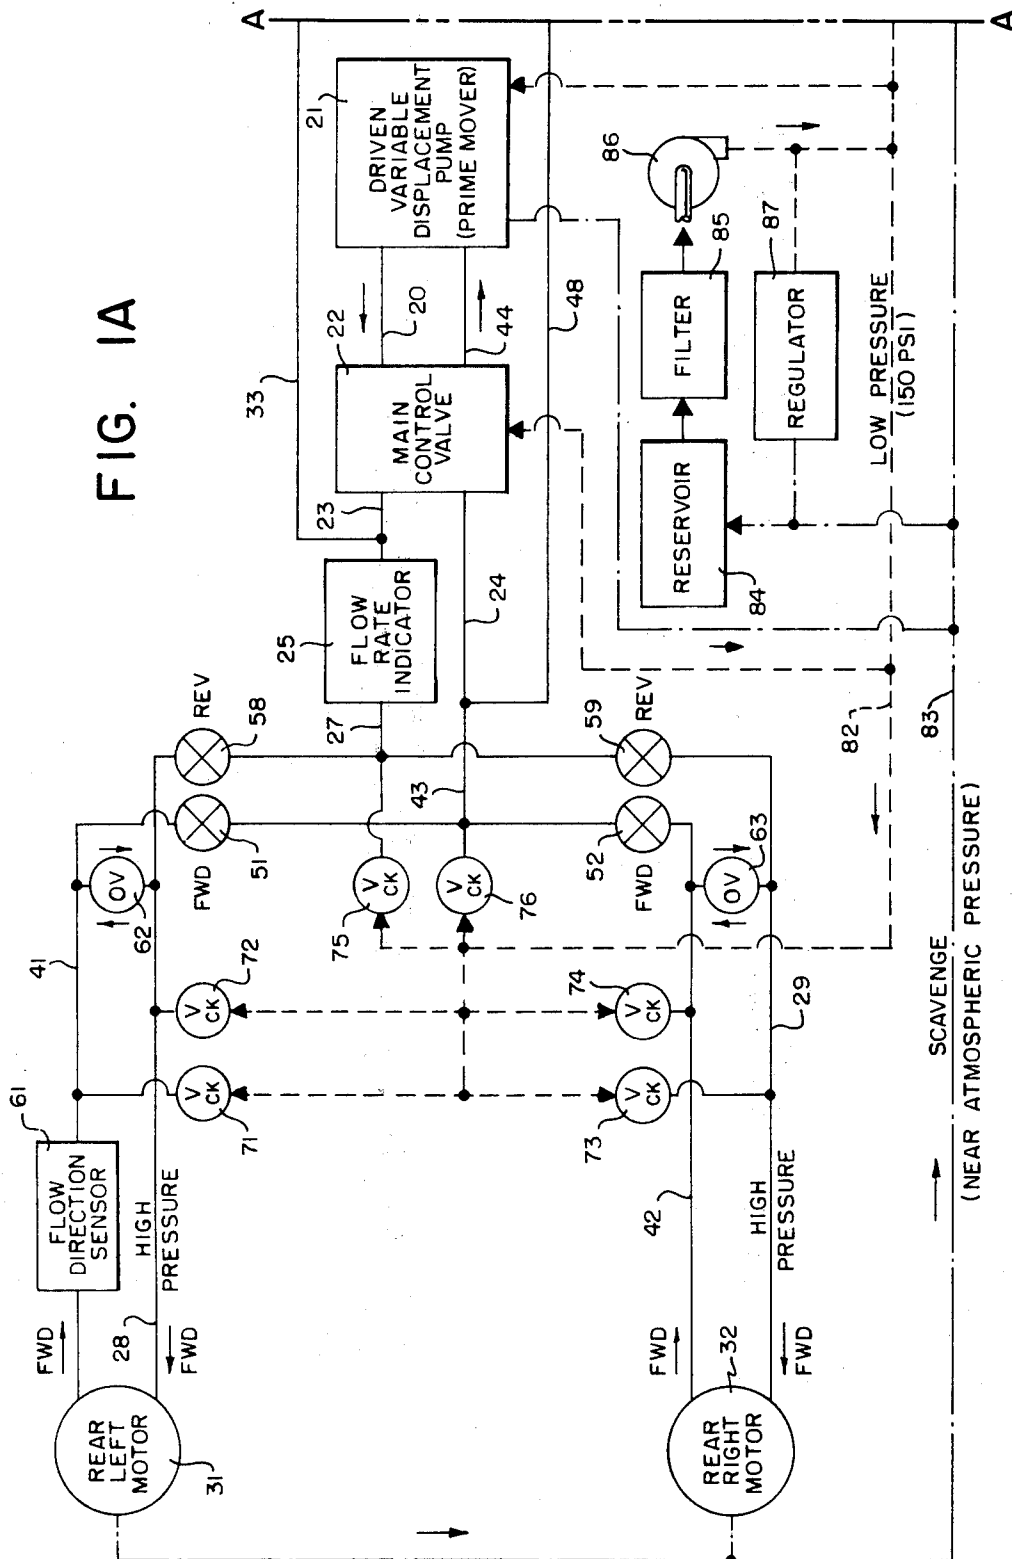 FIG. 1A
A
A
REAR
LEFT
MOTOR
31
FWD
FWD
28
FLOW
DIRECTION
SENSOR
61
HIGH
PRESSURE
41
V
CK
71
V
CK
72
OV
62
FWD
51
REV
58
33
FLOW
RATE
INDICATOR
25
27
23
MAIN
CONTROL
VALVE
22
20
44
DRIVEN
VARIABLE
DISPLACEMENT
PUMP
(PRIME MOVER)
21
V
CK
75
V
CK
76
43
24
48
REAR
RIGHT
MOTOR
32
FWD
FWD
42
HIGH
PRESSURE
29
V
CK
73
V
CK
74
52
FWD
OV
63
59
REV
RESERVOIR
84
FILTER
85
86
REGULATOR
87
82
LOW PRESSURE
(150 PSI)
83
SCAVENGE
(NEAR ATMOSPHERIC PRESSURE)